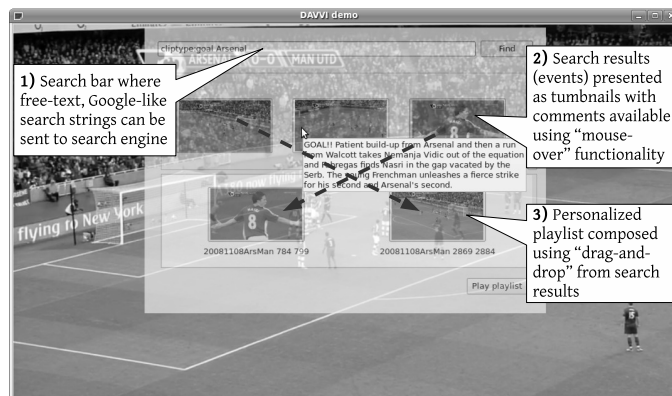 DAVVI demo
cliptype:goal Arsenal
Find
ARSENAL 0-0 MAN UTD
1) Search bar where
free-text, Google-like
search strings can be
sent to search engine
2) Search results
(events) presented
as tumbnails with
comments available
using “mouse-
over” functionality
GOAL!! Patient build-up from Arsenal and then a run
from Walcott takes Nemanja Vidic out of the equation
and Fabregas finds Nasri in the gap vacated by the
Serb. The young Frenchman unleashes a fierce strike
for his second and Arsenal's second.
8
8
flying to New York
20081108ArsMan 784 799
20081108ArsMan 2869 2884
3) Personalized
playlist composed
using “drag-and-
drop” from search
results
Play playlist
8